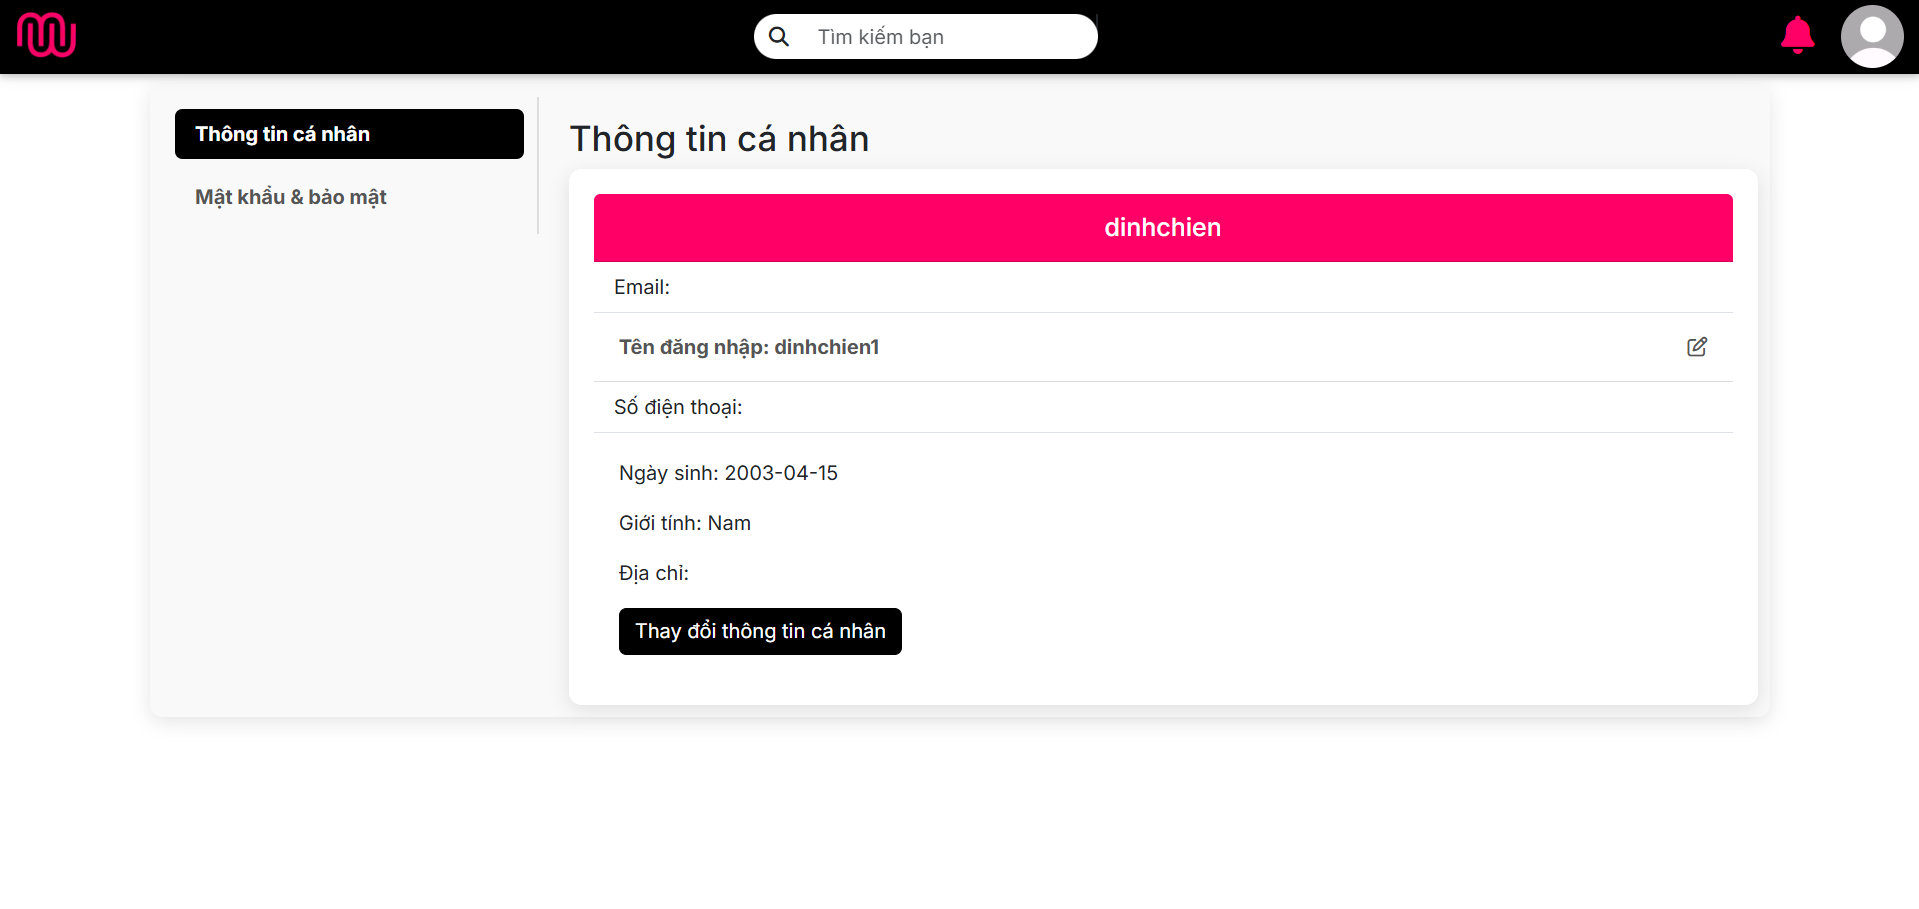 Tìm kiếm bạn
Thông tin cá nhân
Mật khẩu & bảo mật
Thông tin cá nhân
dinhchien
Email:
Tên đăng nhập: dinhchien1
Số điện thoại:
Ngày sinh: 2003-04-15
Giới tính: Nam
Địa chỉ:
Thay đổi thông tin cá nhân